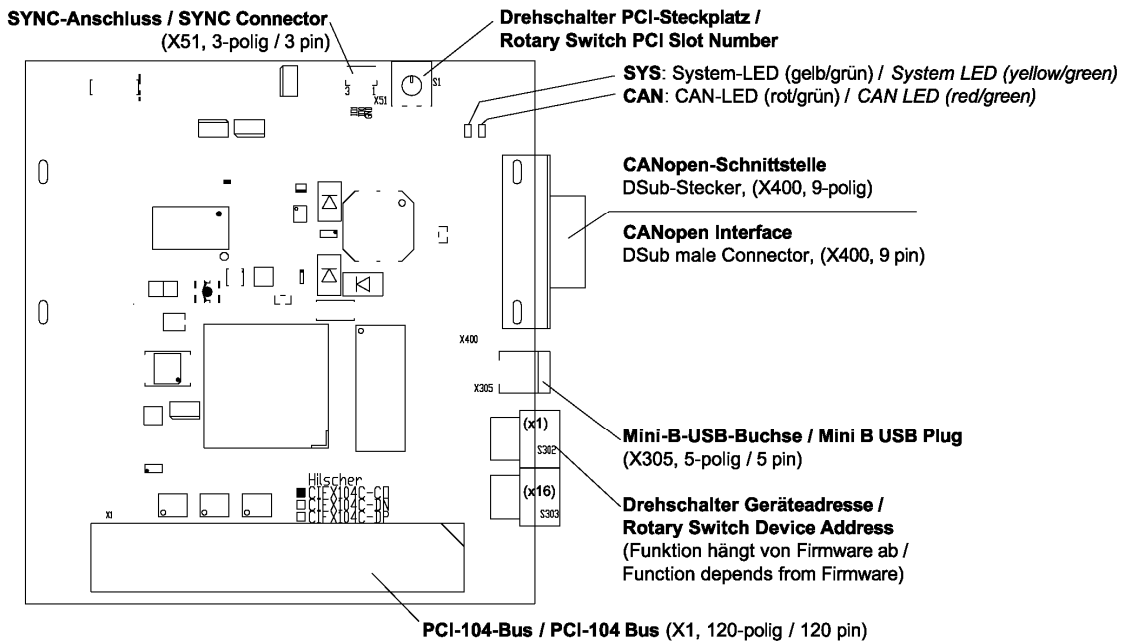 SYNC-Anschluss / SYNC Connector
(X51, 3-polig / 3 pin)
Drehschalter PCI-Steckplatz /
Rotary Switch PCI Slot Number
SYS: System-LED (gelb/grün) / System LED (yellow/green)
CAN: CAN-LED (rot/grün) / CAN LED (red/green)
3 1
X51
S1
CANopen-Schnittstelle
DSub-Stecker, (X400, 9-polig)
CANopen Interface
DSub male Connector, (X400, 9 pin)
X400
X305
Mini-B-USB-Buchse / Mini B USB Plug
(X305, 5-polig / 5 pin)
(x1)
S302
(x16)
S303
Drehschalter Geräteadresse /
Rotary Switch Device Address
(Funktion hängt von Firmware ab /
Function depends from Firmware)
Hilscher
CIFX104C-CO
CIFX104C-DN
CIFX104C-DP
X1
PCI-104-Bus / PCI-104 Bus (X1, 120-polig / 120 pin)